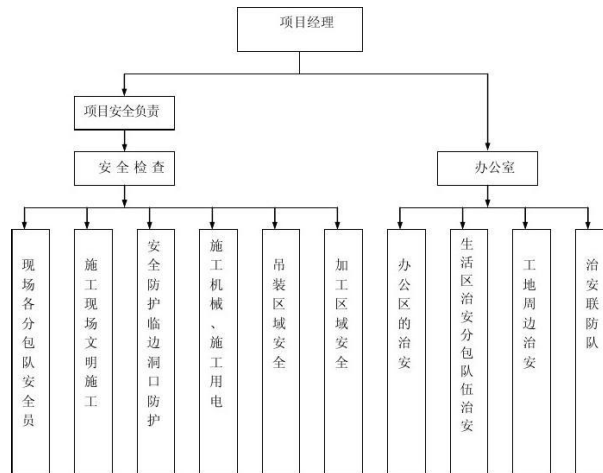 项目经理
项目安全负责
安全检查
办公室
现场各分包队安全员
施工现场文明施工
安全防护临边洞口防护
施工机械、施工用电
吊装区域安全
加工区域安全
办公区的治安
生活区治安分包队伍治安
工地周边治安
治安联防队